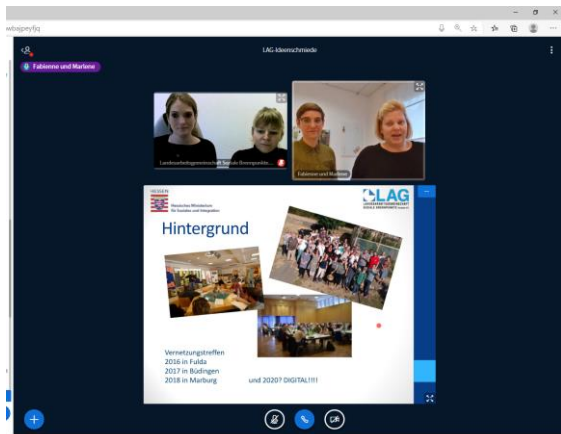 LAG-Ideenschmiede
Fabienne und Marlene
Landesarbeitsgemeinschaft Soziale Brennpunkte...
Fabienne und Marlene
HESSEN
Hessisches Ministerium
für Soziales und Integration
LAG
Hintergrund
Vernetzungstreffen
2016 in Fulda
2017 in Büdingen
2018 in Marburg
und 2020? DIGITAL!!!!